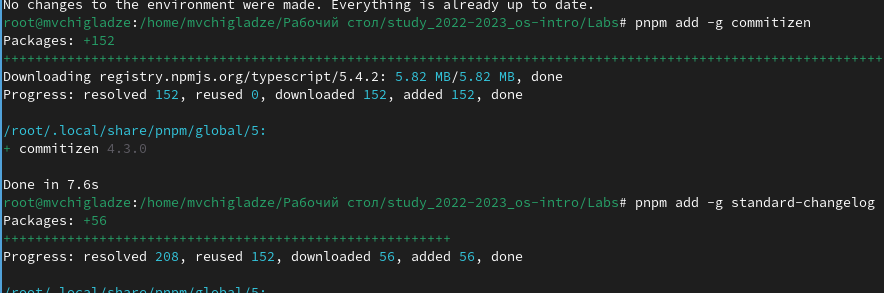 No changes to the environment were made. Everything is already up to date.
root@mvchigladze:/home/mvchigladze/Рабочий стол/study_2022-2023_os-intro/Labs# pnpm add -g commitizen
Packages: +152
++++++++++++++++++++++++++++++++++++++++++++++++++++++++++++++++++++++++++++++++++++++++++++++++++++++++++++++
Downloading registry.npmjs.org/typescript/5.4.2: 5.82 MB/5.82 MB, done
Progress: resolved 152, reused 0, downloaded 152, added 152, done
/root/.local/share/pnpm/global/5:
+ commitizen 4.3.0
Done in 7.6s
root@mvchigladze:/home/mvchigladze/Рабочий стол/study_2022-2023_os-intro/Labs# pnpm add -g standard-changelog
Packages: +56
++++++++++++++++++++++++++++++++++++++++++++++++++++++++
Progress: resolved 208, reused 152, downloaded 56, added 56, done
/root/.local/share/pnpm/global/5: